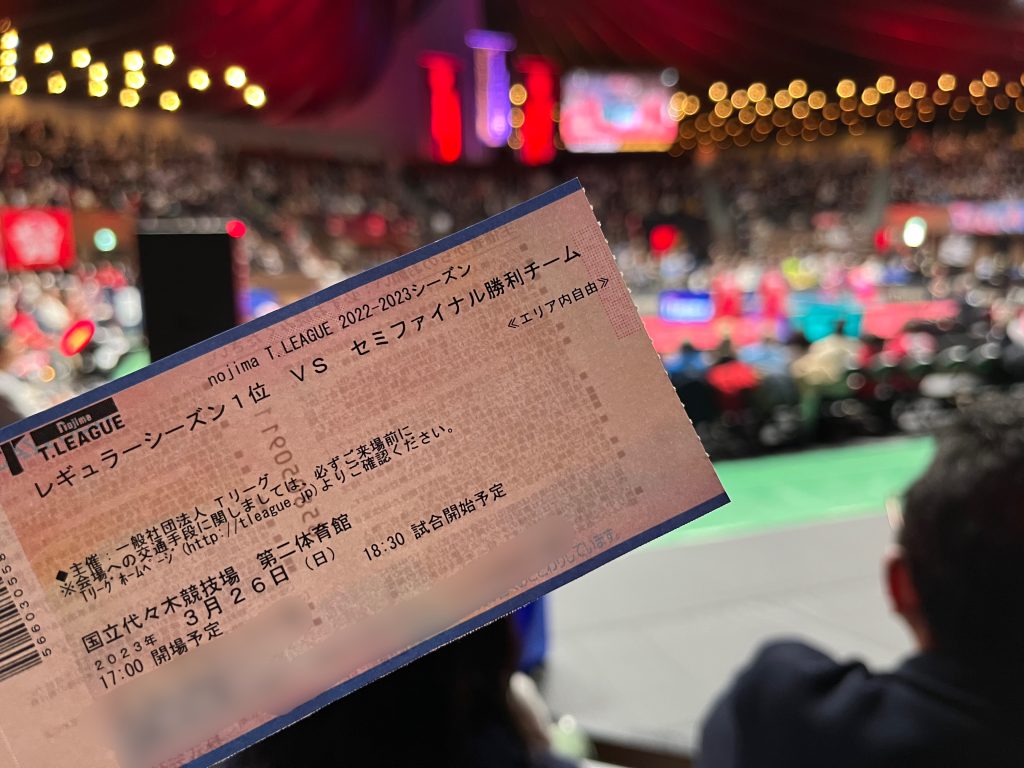 nojima T.LEAGUE 2022-2023シーズン
nojima
T.LEAGUE
レギュラーシーズン1位 VS セミファイナル勝利チーム
≪エリア内自由≫
◆主催:一般社団法人 Tリーグ
※会場への交通手段に関しましては、必ずご来場前に
Tリーグホームページ(http://tleague.jp)よりご確認ください。
国立代々木競技場 第二体育館
2023年 3月26日(日) 18:30 試合開始予定
17:00 開場予定